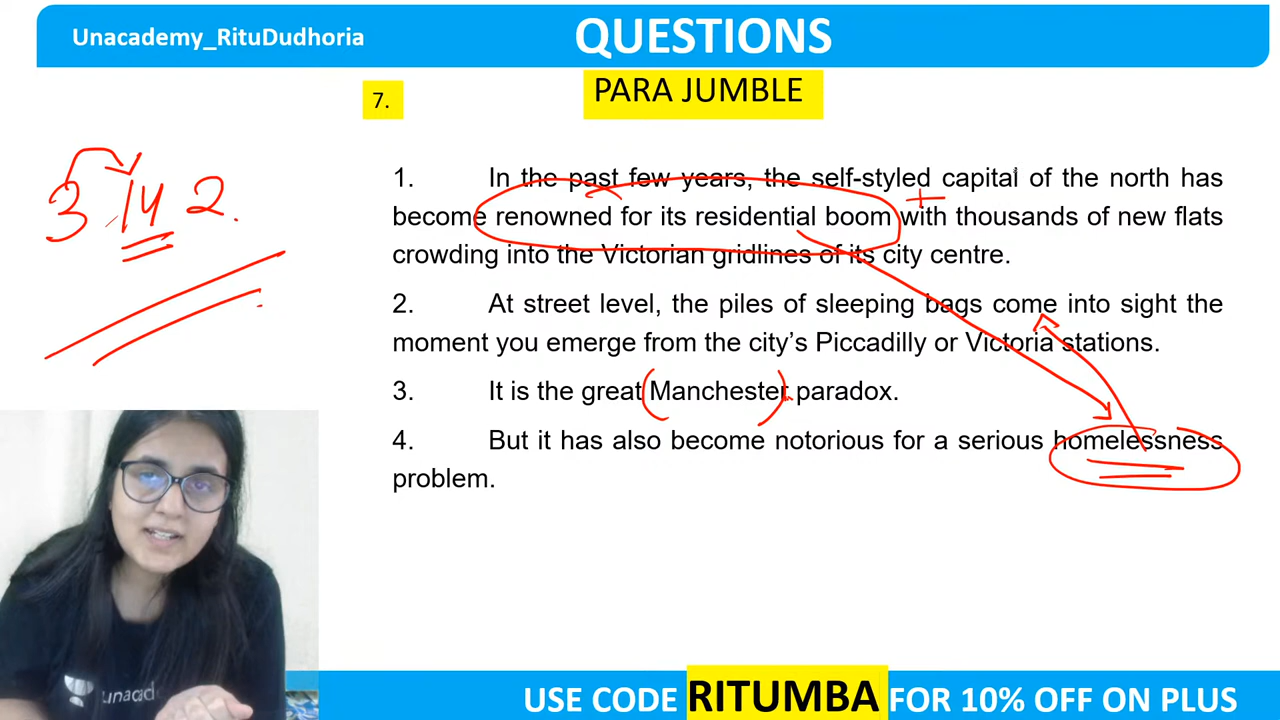 Unacademy_RituDudhoria
QUESTIONS
PARA JUMBLE
7.
3 14 2.
1. In the past few years, the self-styled capital of the north has
become renowned for its residential boom with thousands of new flats
crowding into the Victorian gridlines of its city centre.
2. At street level, the piles of sleeping bags come into sight the
moment you emerge from the city’s Piccadilly or Victoria stations.
3. It is the great Manchester paradox.
4. But it has also become notorious for a serious homelessness
problem.
USE CODE RITUMBA FOR 10% OFF ON PLUS